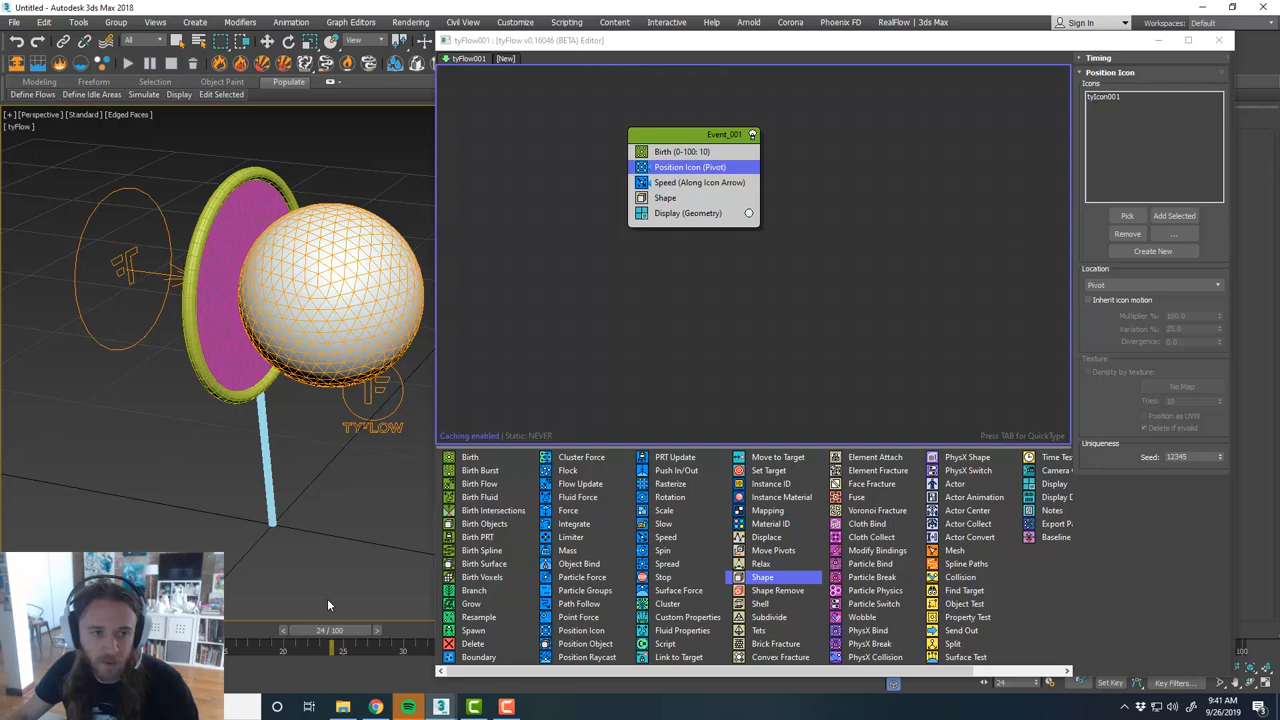 Untitled - Autodesk 3ds Max 2018
File Edit Tools Group Views Create Modifiers Animation Graph Editors Rendering Civil View Customize Scripting Content Interactive Help Arnold Corona Phoenix FD RealFlow | 3ds Max Sign In Workspaces: Default
All View
tyFlow001 : [tyFlow v0.16046 (BETA) Editor]
tyFlow001 [New]
Modeling Freeform Selection Object Paint Populate
Define Flows Define Idle Areas Simulate Display Edit Selected
[+] [Perspective] [Standard] [Edged Faces]
[tyFlow]
TYFLOW
Event_001
Birth (0-100: 10)
Position Icon (Pivot)
Speed (Along Icon Arrow)
Shape
Display (Geometry)
Caching enabled | Static: NEVER
Press TAB for QuickType
Timing
Position Icon
Icons
tyIcon001
Pick Add Selected
Remove ...
Create New
Location
Pivot
Inherit icon motion
Multiplier %: 100.0
Variation %: 25.0
Divergence: 0.0
Texture:
Density by texture:
No Map
Tries: 10
Position as UVW
Delete if invalid
Uniqueness
Seed: 12345
Birth Cluster Force PRT Update Move to Target Element Attach PhysX Shape Time Test
Birth Burst Flock Push In/Out Set Target Element Fracture PhysX Switch Camera
Birth Flow Flow Update Rasterize Instance ID Face Fracture Actor Display
Birth Fluid Fluid Force Rotation Instance Material Fuse Actor Animation Display D
Birth Intersections Force Scale Mapping Voronoi Fracture Actor Center Notes
Birth Objects Integrate Slow Material ID Cloth Bind Actor Collect Export P
Birth PRT Limiter Speed Displace Cloth Collect Actor Convert Baseline
Birth Spline Mass Spin Move Pivots Modify Bindings Mesh
Birth Surface Object Bind Spread Relax Particle Bind Spline Paths
Birth Voxels Particle Force Stop Shape Particle Break Collision
Branch Particle Groups Surface Force Shape Remove Particle Physics Find Target
Grow Path Follow Cluster Shell Particle Switch Object Test
Resample Point Force Custom Properties Subdivide Wobble Property Test
Spawn Position Icon Fluid Properties Tets PhysX Bind Send Out
Delete Position Object Script Brick Fracture PhysX Break Split
Boundary Position Raycast Link to Target Convex Fracture PhysX Collision Surface Test
24 / 100
20 25 100
24 Set Key Key Filters...
9:41 AM
9/26/2019